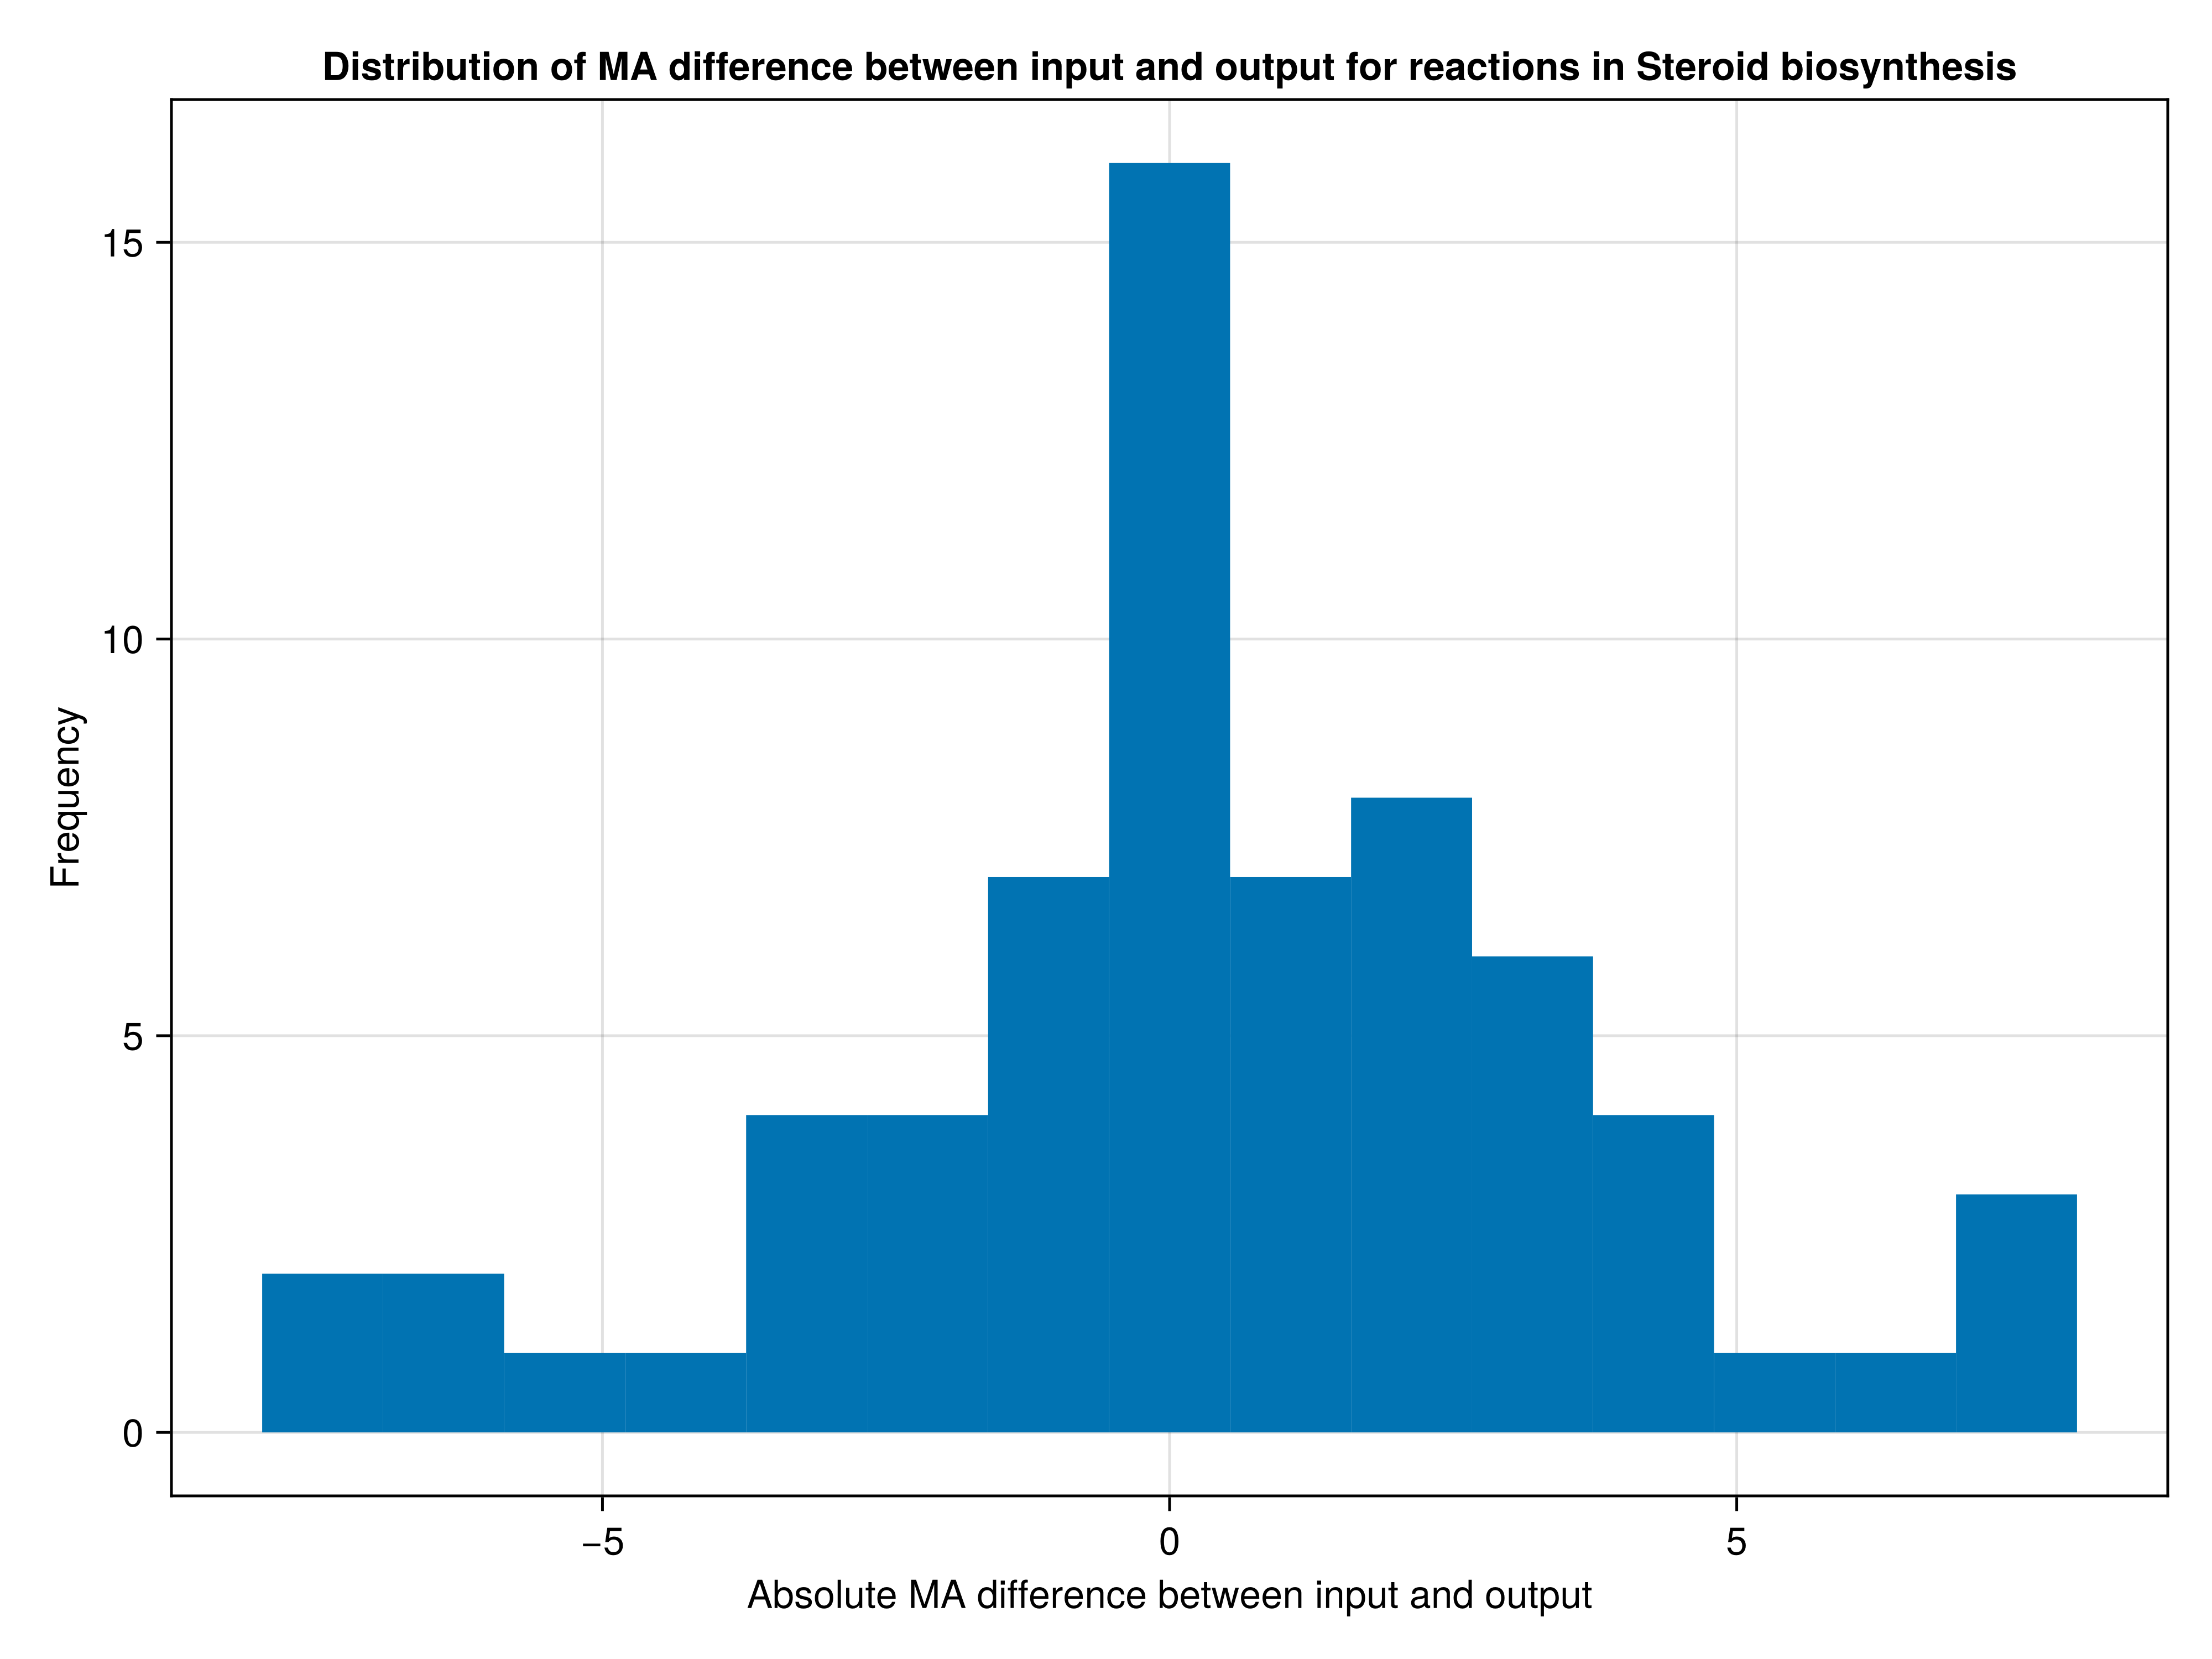 Distribution of MA difference between input and output for reactions in Steroid biosynthesis
15
10
5
0
Frequency
−5
0
5
Absolute MA difference between input and output